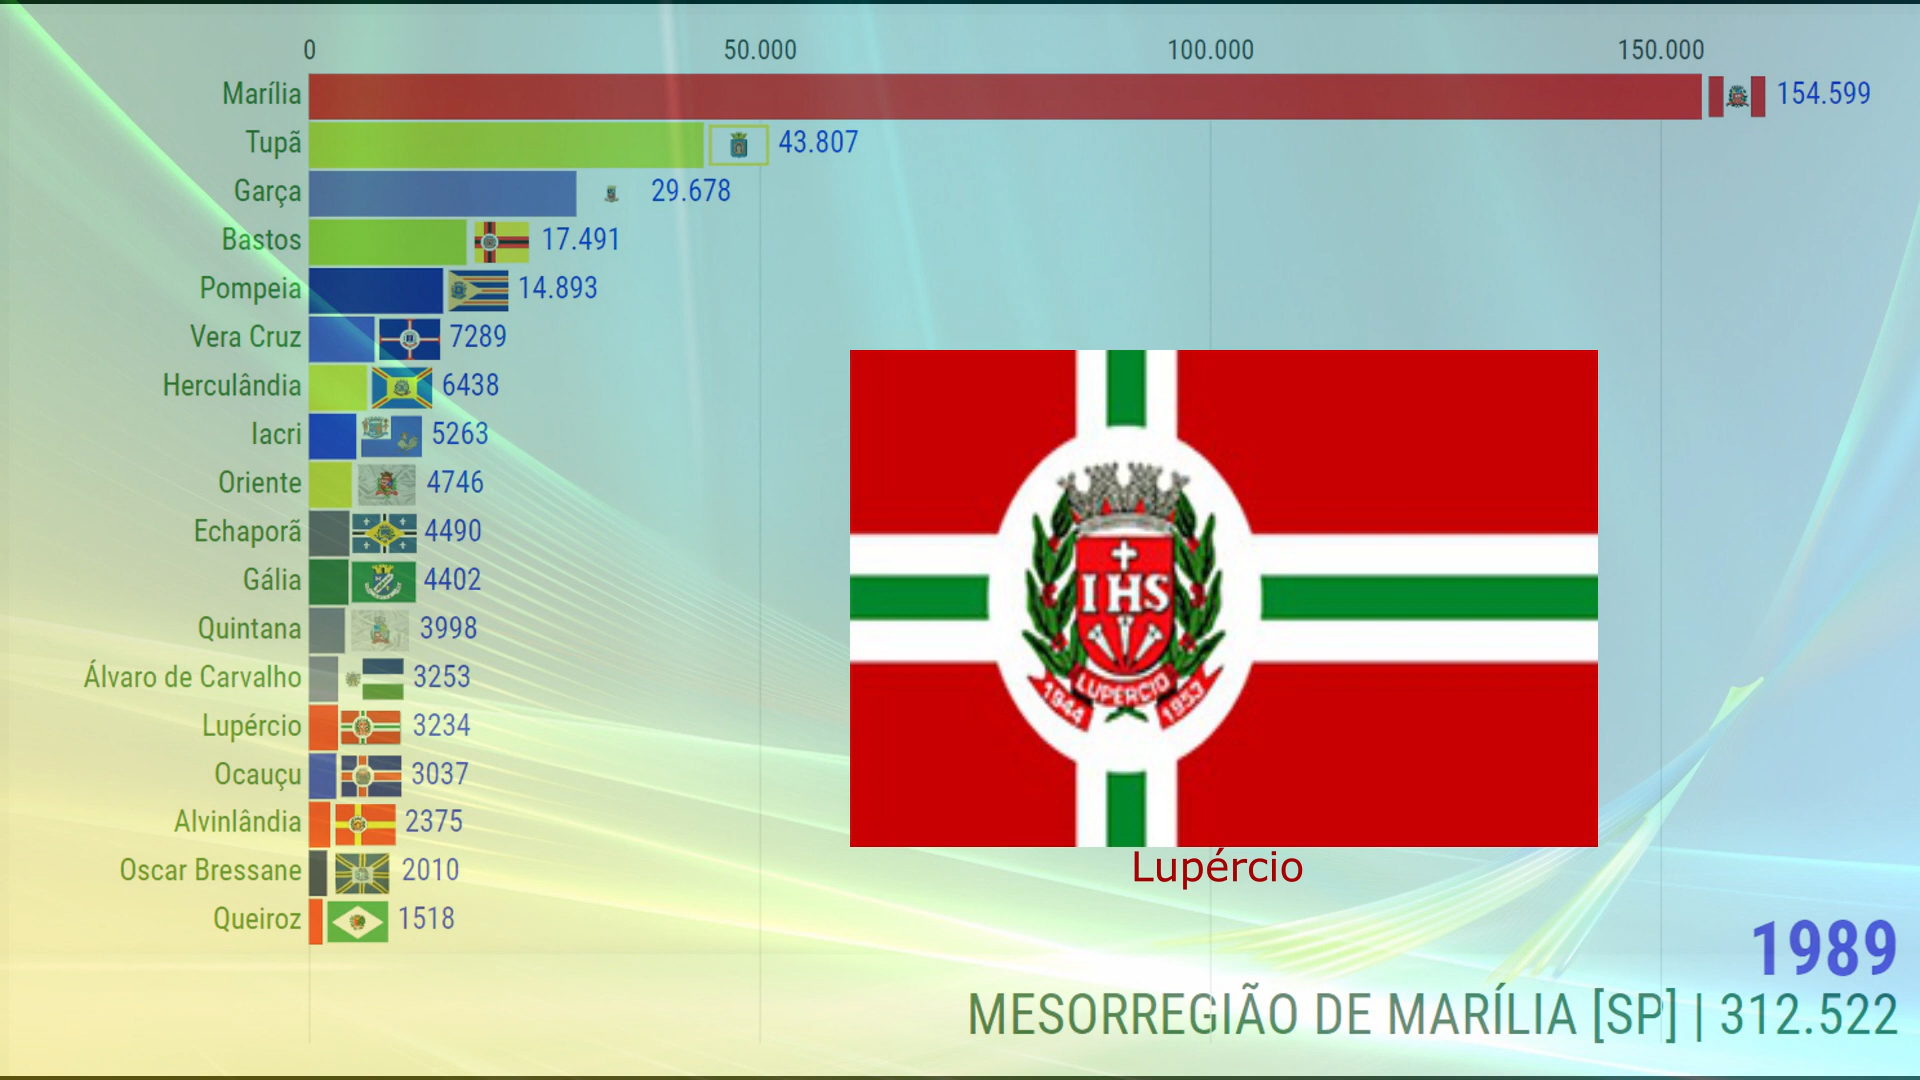 0 50.000 100.000 150.000
Marília 154.599
Tupã 43.807
Garça 29.678
Bastos 17.491
Pompeia 14.893
Vera Cruz 7289
Herculândia 6438
Iacri 5263
Oriente 4746
Echaporã 4490
Gália 4402
Quintana 3998
Álvaro de Carvalho 3253
Lupércio 3234
Ocauçu 3037
Alvinlândia 2375
Oscar Bressane 2010
Queiroz 1518
IHS
1944 LUPÉRCIO 1953
Lupércio
1989
MESORREGIÃO DE MARÍLIA [SP] | 312.522